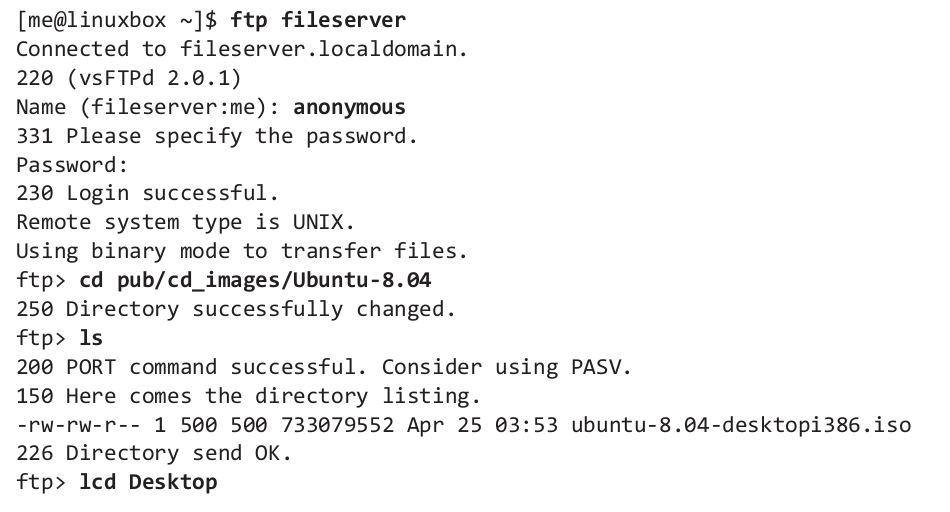 [me@linuxbox ~]$ ftp fileserver
Connected to fileserver.localdomain.
220 (vsFTPd 2.0.1)
Name (fileserver:me): anonymous
331 Please specify the password.
Password:
230 Login successful.
Remote system type is UNIX.
Using binary mode to transfer files.
ftp> cd pub/cd_images/Ubuntu-8.04
250 Directory successfully changed.
ftp> ls
200 PORT command successful. Consider using PASV.
150 Here comes the directory listing.
-rw-rw-r-- 1 500 500 733079552 Apr 25 03:53 ubuntu-8.04-desktopi386.iso
226 Directory send OK.
ftp> lcd Desktop